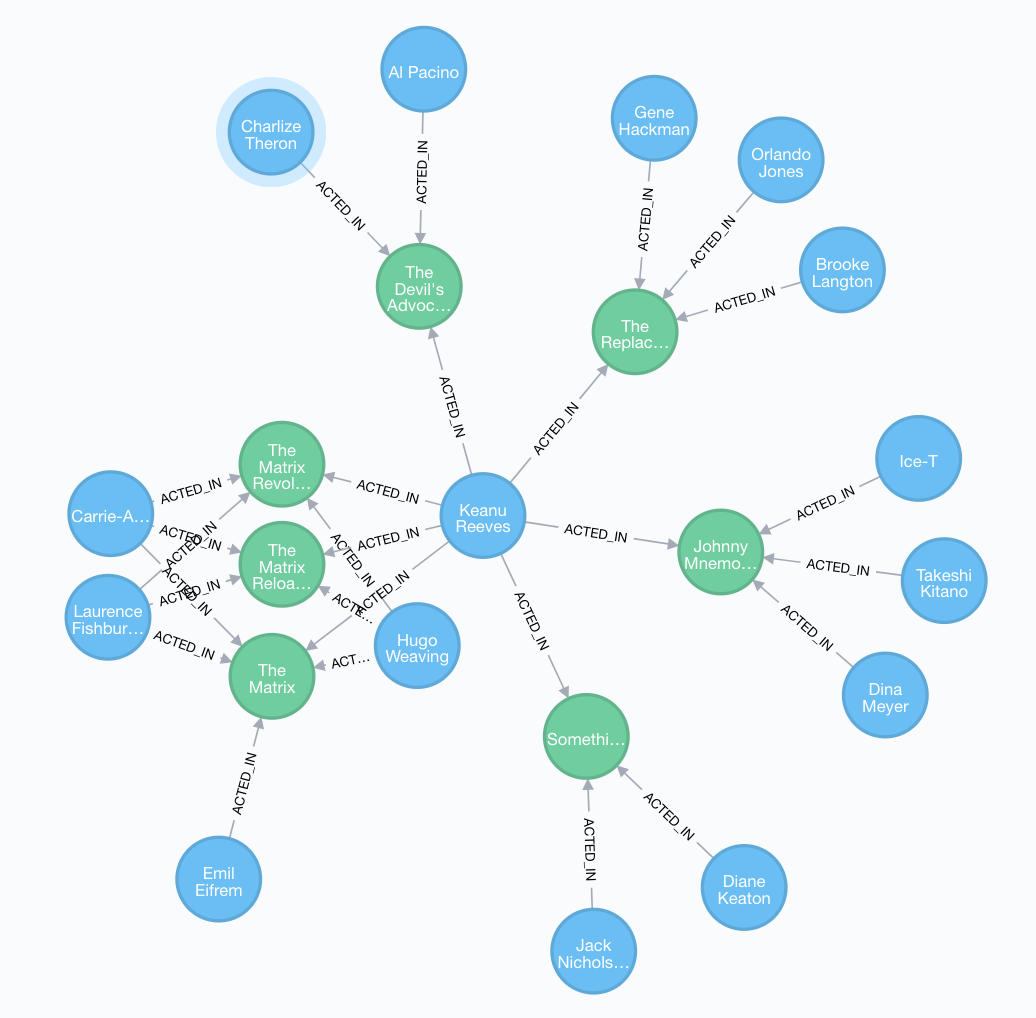 Al Pacino
Charlize
Theron
ACTED_IN
ACTED_IN
The
Devil's
Advoc…
Gene
Hackman
Orlando
Jones
Brooke
Langton
ACTED_IN
ACTED_IN
ACTED_IN
The
Replac…
ACTED_IN
ACTED_IN
The
Matrix
Revol…
Carrie-A…
ACTED_IN
ACTED_IN
ACTED_IN
Keanu
Reeves
ACTED_IN
ACTED_IN
ACTED_IN
ACTED_IN
The
Matrix
Reloa…
ACTED_IN
ACTED_IN
ACTED_IN
Laurence
Fishbur…
ACTE…
ACTED_IN
Hugo
Weaving
ACT…
The
Matrix
ACTED_IN
Emil
Eifrem
ACTED_IN
Johnny
Mnemo…
ACTED_IN
Ice-T
ACTED_IN
Takeshi
Kitano
ACTED_IN
Dina
Meyer
ACTED_IN
Somethi…
ACTED_IN
ACTED_IN
Diane
Keaton
Jack
Nichols…